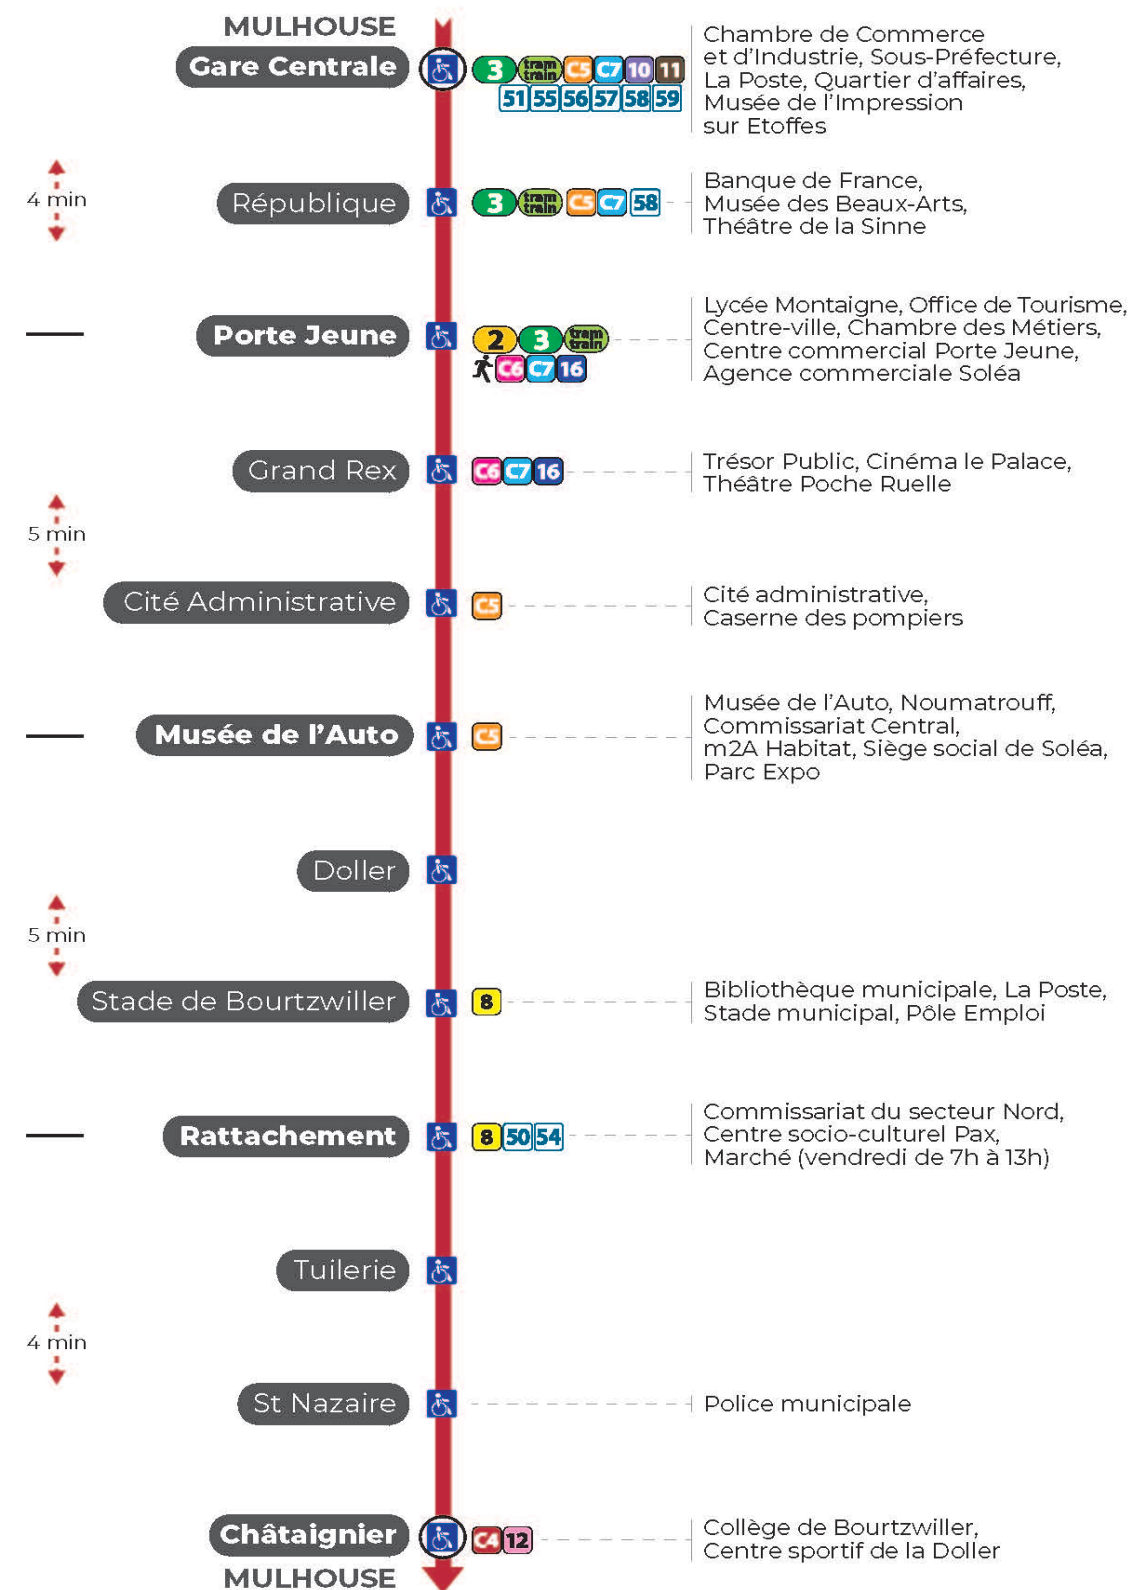 MULHOUSE
Gare Centrale
3 tram train C5 C7 10 11
51 55 56 57 58 59
Chambre de Commerce
et d'Industrie, Sous-Préfecture,
La Poste, Quartier d'affaires,
Musée de l'Impression
sur Etoffes
4 min
République
3 tram train C5 C7 58
Banque de France,
Musée des Beaux-Arts,
Théâtre de la Sinne
Porte Jeune
2 3 tram train
C6 C7 16
Lycée Montaigne, Office de Tourisme,
Centre-ville, Chambre des Métiers,
Centre commercial Porte Jeune,
Agence commerciale Soléa
Grand Rex
C6 C7 16
Trésor Public, Cinéma le Palace,
Théâtre Poche Ruelle
5 min
Cité Administrative
C5
Cité administrative,
Caserne des pompiers
Musée de l'Auto
C5
Musée de l'Auto, Noumatrouff,
Commissariat Central,
m2A Habitat, Siège social de Soléa,
Parc Expo
Doller
5 min
Stade de Bourtzwiller
8
Bibliothèque municipale, La Poste,
Stade municipal, Pôle Emploi
Rattachement
8 50 54
Commissariat du secteur Nord,
Centre socio-culturel Pax,
Marché (vendredi de 7h à 13h)
Tuilerie
4 min
St Nazaire
Police municipale
Châtaignier
C4 12
Collège de Bourtzwiller,
Centre sportif de la Doller
MULHOUSE